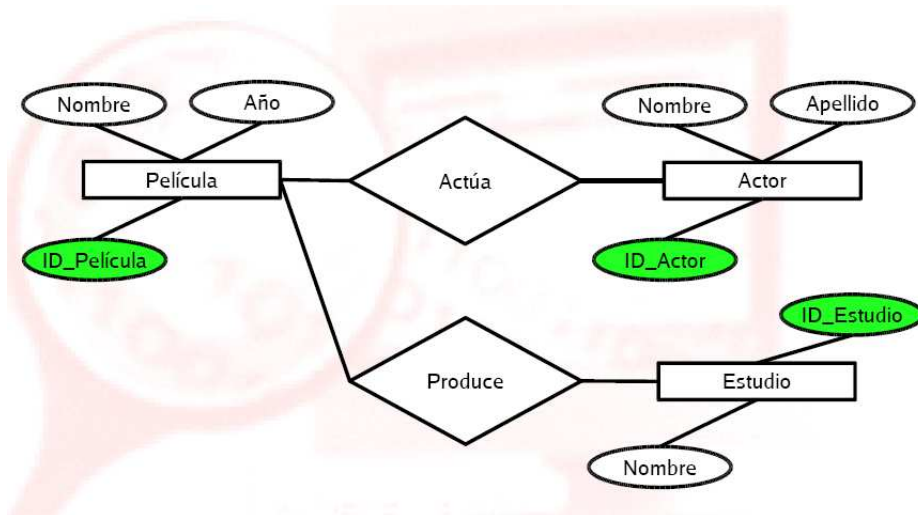 Nombre
Año
Nombre
Apellido
Película
Actúa
Actor
ID_Película
ID_Actor
ID_Estudio
Produce
Estudio
Nombre